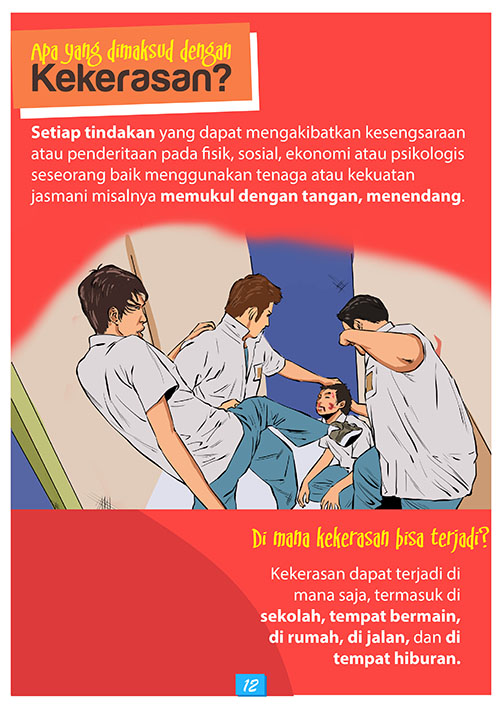 Apa yang dimaksud dengan
Kekerasan?
Setiap tindakan yang dapat mengakibatkan kesengsaraan
atau penderitaan pada fisik, sosial, ekonomi atau psikologis
seseorang baik menggunakan tenaga atau kekuatan
jasmani misalnya memukul dengan tangan, menendang.
Di mana kekerasan bisa terjadi?
Kekerasan dapat terjadi di
mana saja, termasuk di
sekolah, tempat bermain,
di rumah, di jalan, dan di
tempat hiburan.
12